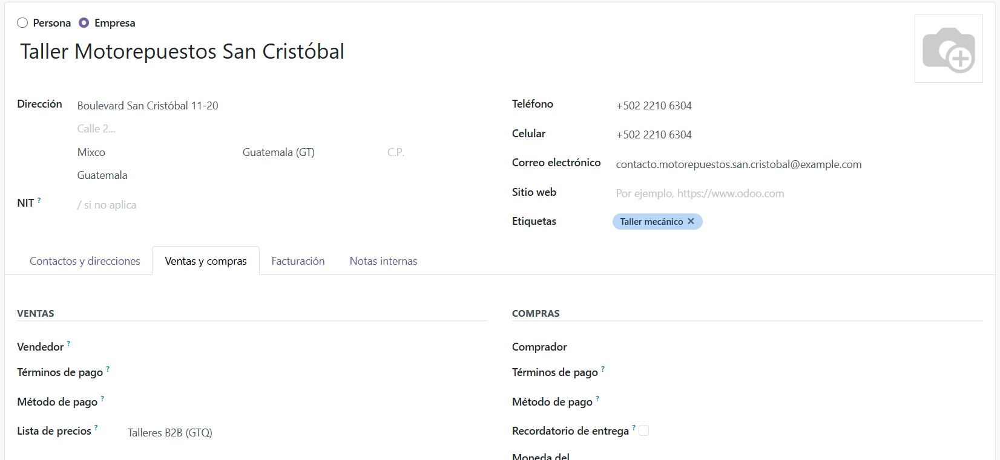 Persona Empresa
Taller Motorepuestos San Cristóbal
Dirección Boulevard San Cristóbal 11-20
Calle 2...
Mixco Guatemala (GT) C.P.
Guatemala
NIT ? / si no aplica
Teléfono +502 2210 6304
Celular +502 2210 6304
Correo electrónico contacto.motorepuestos.san.cristobal@example.com
Sitio web Por ejemplo, https://www.odoo.com
Etiquetas Taller mecánico ✕
Contactos y direcciones Ventas y compras Facturación Notas internas
VENTAS
Vendedor ?
Términos de pago ?
Método de pago ?
Lista de precios ? Talleres B2B (GTQ)
COMPRAS
Comprador
Términos de pago ?
Método de pago ?
Recordatorio de entrega ?
Moneda del